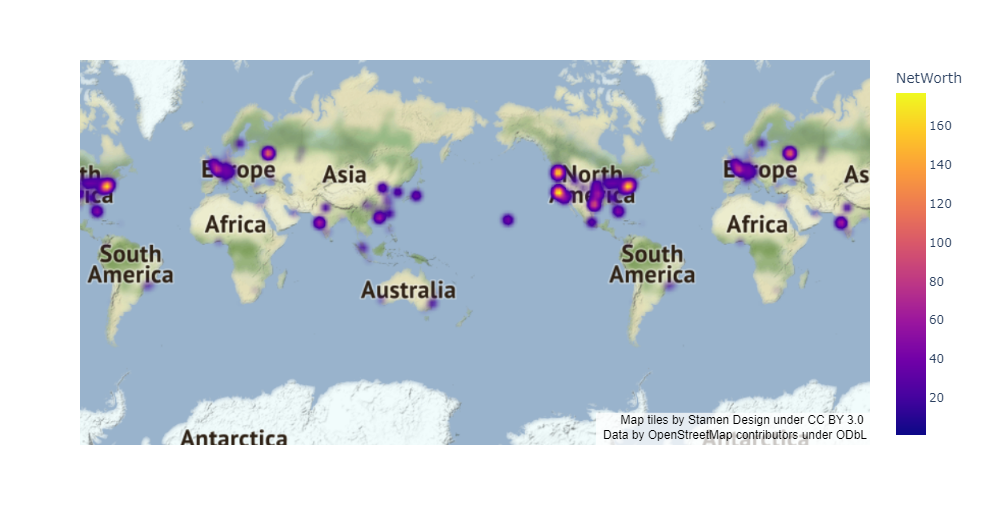 NetWorth
160
140
120
100
80
60
40
20
Europe
Asia
North
America
Europe
As
th
ica
Africa
Africa
South
America
South
America
Australia
Antarctica
Antarctica
Map tiles by Stamen Design under CC BY 3.0
Data by OpenStreetMap contributors under ODbL